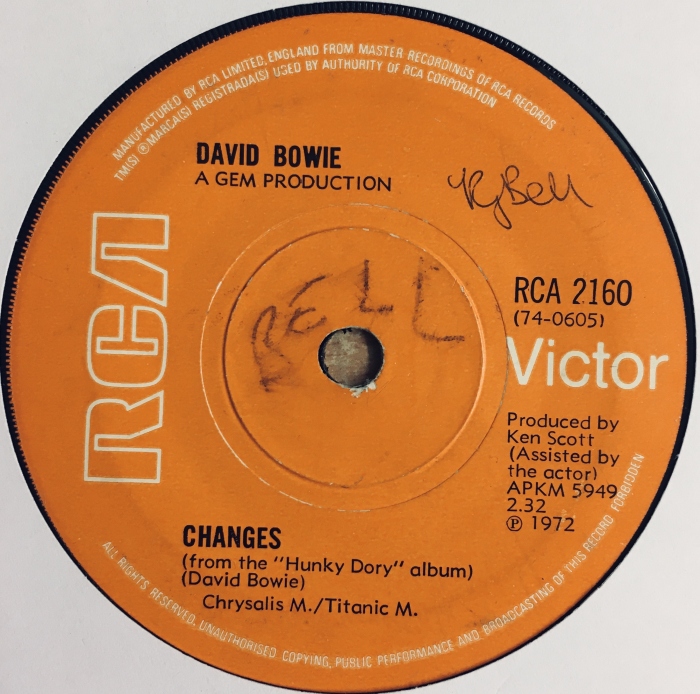 MANUFACTURED BY RCA LIMITED, ENGLAND FROM MASTER RECORDINGS OF RCA RECORDS
TM(S) ® MARCA(S) REGISTRADA(S) USED BY AUTHORITY OF RCA CORPORATION
DAVID BOWIE
A GEM PRODUCTION
Bell
BELL
RCA
RCA 2160
(74-0605)
Victor
Produced by
Ken Scott
(Assisted by
the actor)
APKM 5949
2.32
℗ 1972
CHANGES
(from the "Hunky Dory" album)
(David Bowie)
Chrysalis M./Titanic M.
ALL RIGHTS RESERVED. UNAUTHORISED COPYING, PUBLIC PERFORMANCE AND BROADCASTING OF THIS RECORD FORBIDDEN